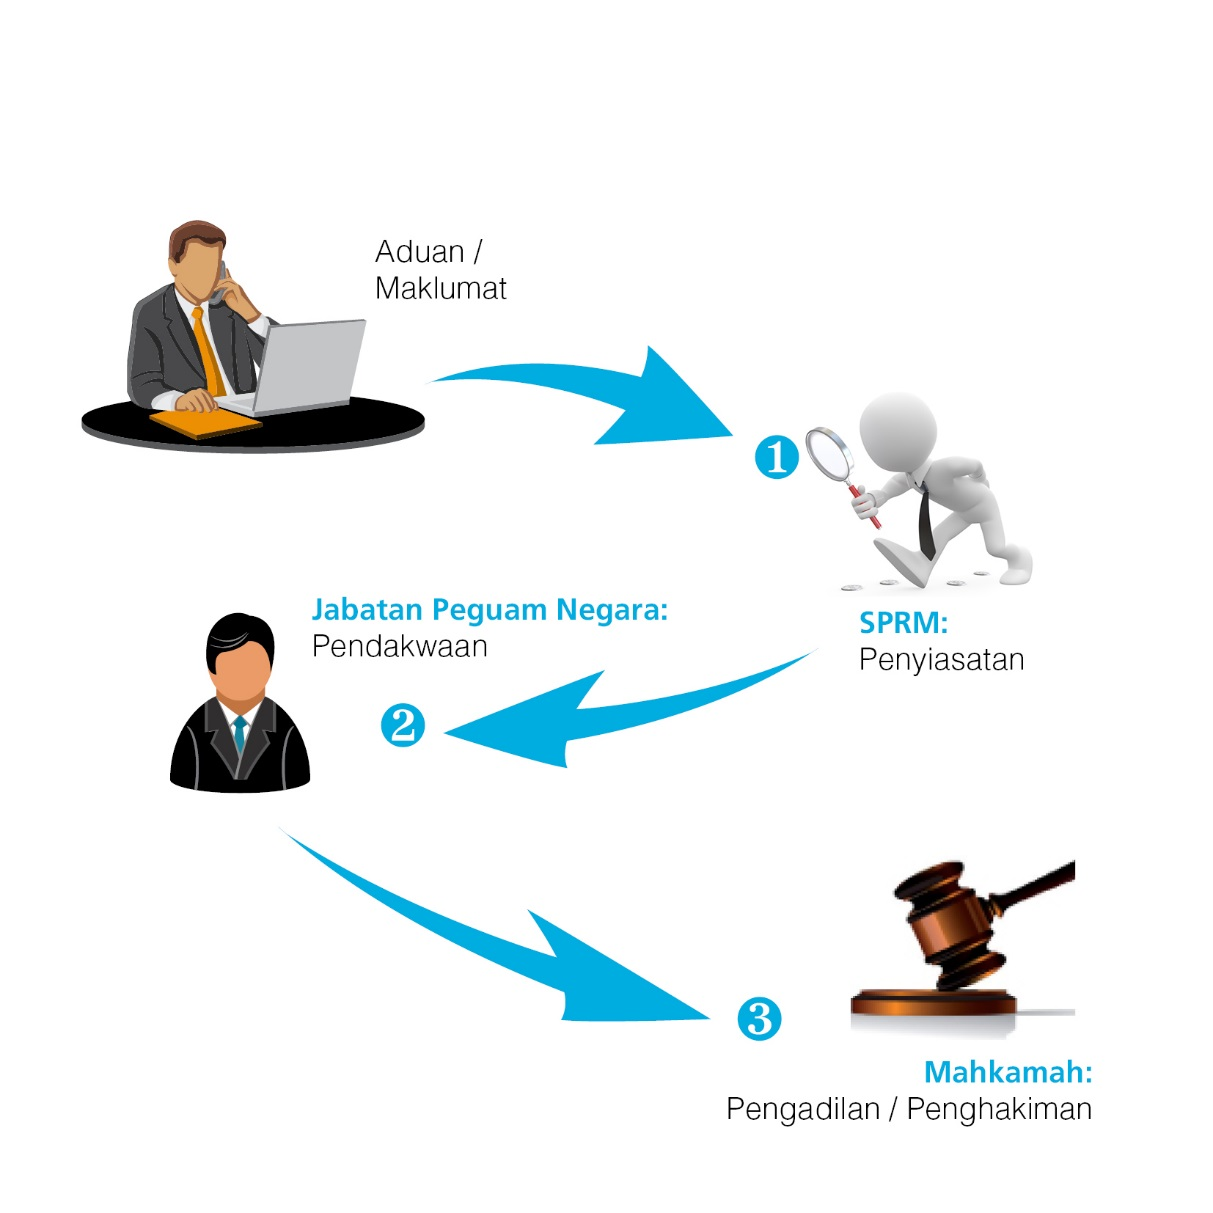 Aduan /
Maklumat
1
SPRM:
Penyiasatan
Jabatan Peguam Negara:
Pendakwaan
2
3
Mahkamah:
Pengadilan / Penghakiman